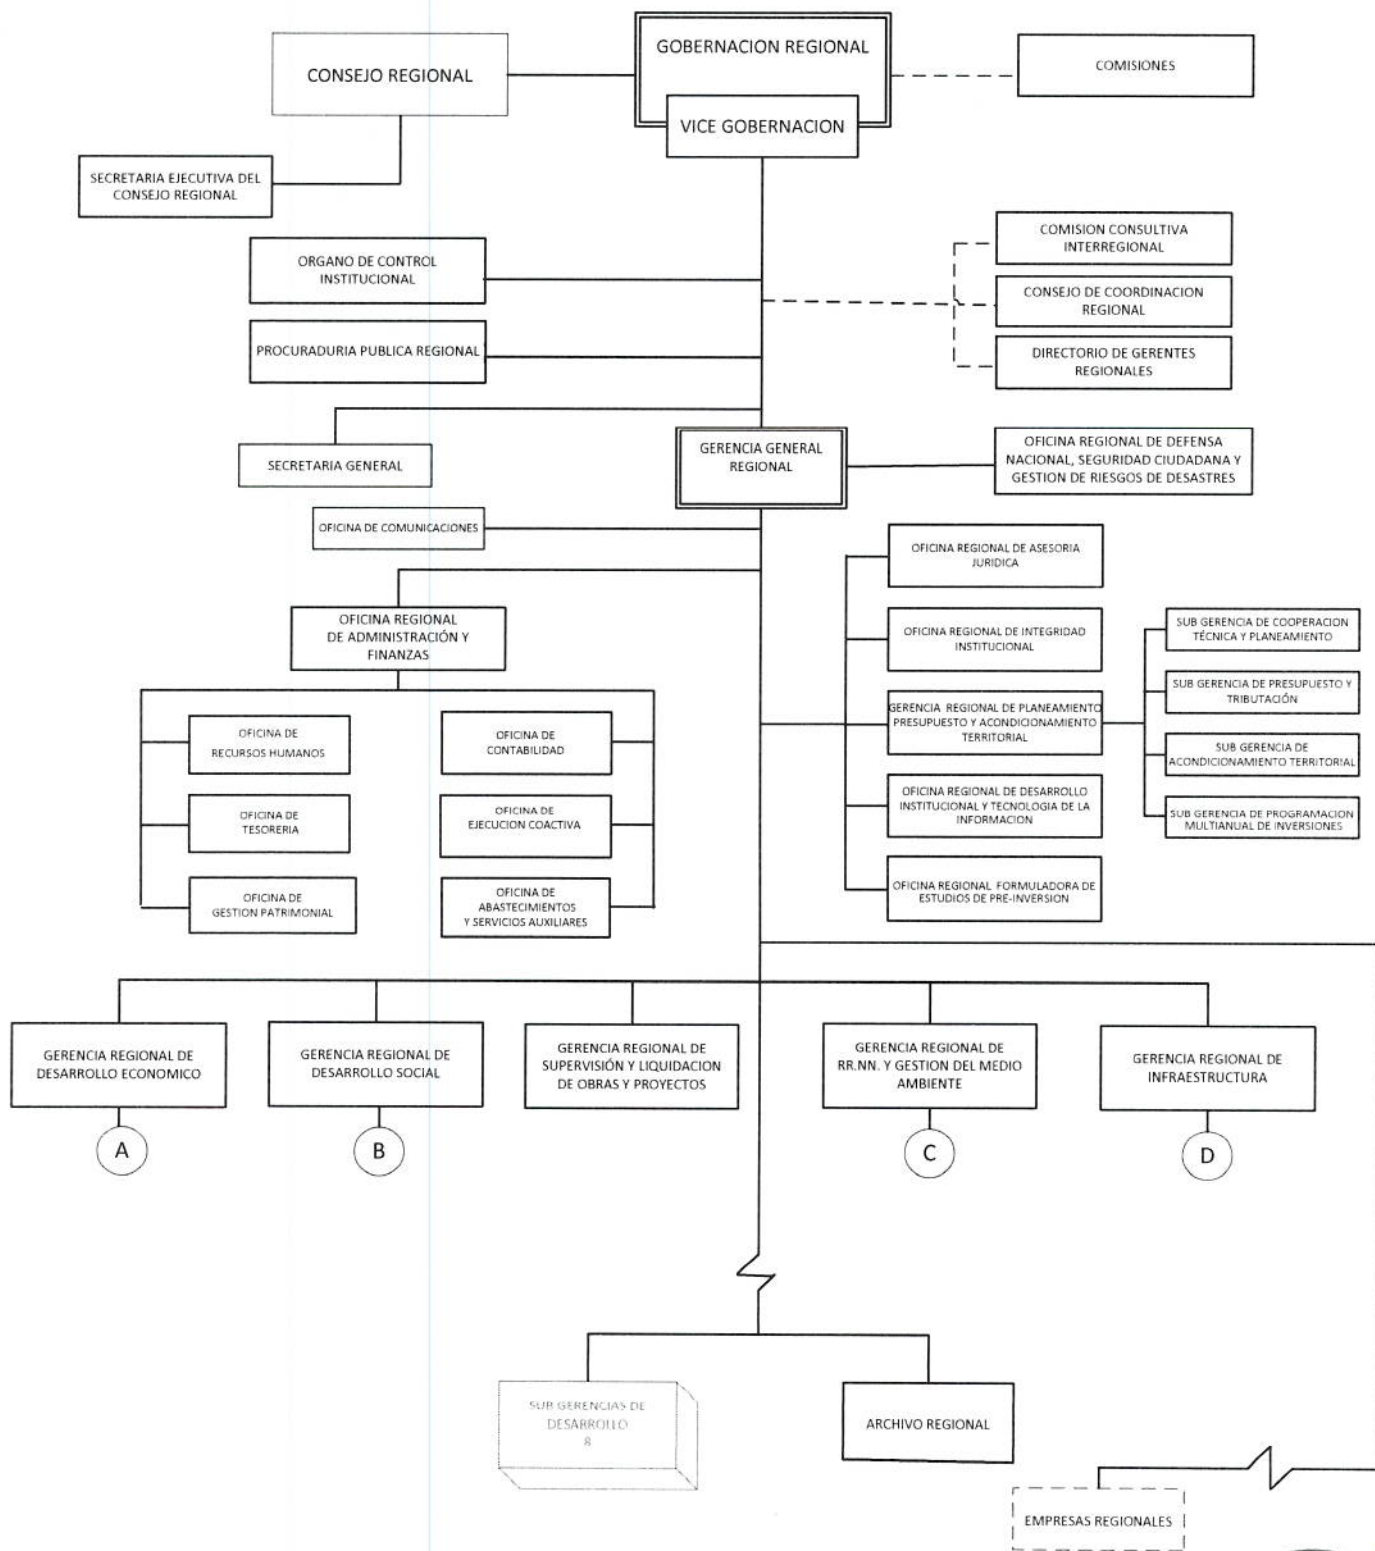 GOBERNACION REGIONAL
CONSEJO REGIONAL
COMISIONES
VICE GOBERNACION
SECRETARIA EJECUTIVA DEL
CONSEJO REGIONAL
COMISION CONSULTIVA
INTERREGIONAL
ORGANO DE CONTROL
INSTITUCIONAL
CONSEJO DE COORDINACION
REGIONAL
PROCURADURIA PUBLICA REGIONAL
DIRECTORIO DE GERENTES
REGIONALES
SECRETARIA GENERAL
GERENCIA GENERAL
REGIONAL
OFICINA REGIONAL DE DEFENSA
NACIONAL, SEGURIDAD CIUDADANA Y
GESTION DE RIESGOS DE DESASTRES
OFICINA DE COMUNICACIONES
OFICINA REGIONAL DE ASESORIA
JURIDICA
OFICINA REGIONAL
DE ADMINISTRACIÓN Y
FINANZAS
OFICINA REGIONAL DE INTEGRIDAD
INSTITUCIONAL
SUB GERENCIA DE COOPERACION
TÉCNICA Y PLANEAMIENTO
SUB GERENCIA DE PRESUPUESTO Y
TRIBUTACIÓN
GERENCIA REGIONAL DE PLANEAMIENTO
PRESUPUESTO Y ACONDICIONAMIENTO
TERRITORIAL
SUB GERENCIA DE
ACONDICIONAMIENTO TERRITORIAL
SUB GERENCIA DE PROGRAMACION
MULTIANUAL DE INVERSIONES
OFICINA REGIONAL DE DESARROLLO
INSTITUCIONAL Y TECNOLOGIA DE LA
INFORMACION
OFICINA REGIONAL FORMULADORA DE
ESTUDIOS DE PRE-INVERSION
OFICINA DE
RECURSOS HUMANOS
OFICINA DE
CONTABILIDAD
OFICINA DE
TESORERIA
OFICINA DE
EJECUCION COACTIVA
OFICINA DE
GESTION PATRIMONIAL
OFICINA DE
ABASTECIMIENTOS
Y SERVICIOS AUXILIARES
GERENCIA REGIONAL DE
DESARROLLO ECONOMICO
GERENCIA REGIONAL DE
DESARROLLO SOCIAL
GERENCIA REGIONAL DE
SUPERVISIÓN Y LIQUIDACION
DE OBRAS Y PROYECTOS
GERENCIA REGIONAL DE
RR.NN. Y GESTION DEL MEDIO
AMBIENTE
GERENCIA REGIONAL DE
INFRAESTRUCTURA
A
B
C
D
SUB GERENCIAS DE
DESARROLLO
8
ARCHIVO REGIONAL
EMPRESAS REGIONALES